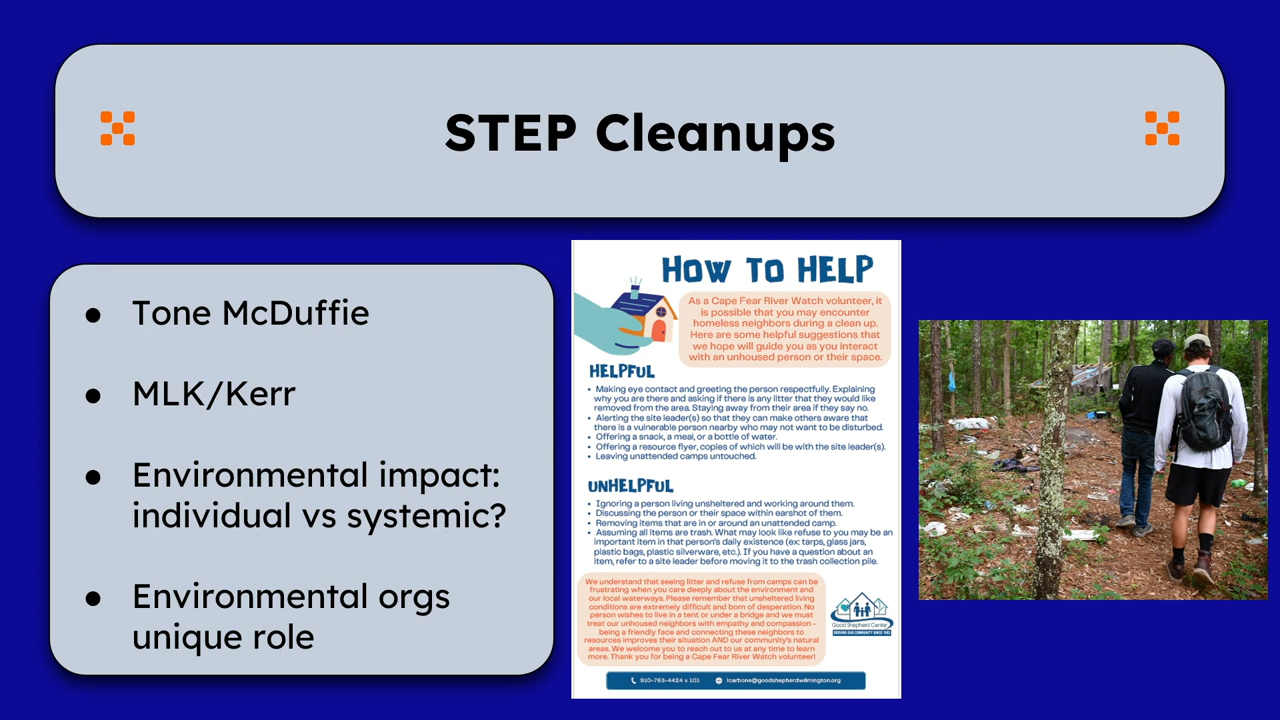 STEP Cleanups
● Tone McDuffie
● MLK/Kerr
● Environmental impact:
individual vs systemic?
● Environmental orgs
unique role
HOW TO HELP
As a Cape Fear River Watch volunteer, it
is possible that you may encounter
homeless neighbors during a clean up.
Here are some helpful suggestions that
we hope will guide you as you interact
with an unhoused person or their space.
HELPFUL
• Making eye contact and greeting the person respectfully. Explaining
why you are there and asking if there is any litter that they would like
removed from the area. Staying away from their area if they say no.
• Alerting the site leader(s) so that they can make others aware that
there is a vulnerable person nearby who may not want to be disturbed.
• Offering a snack, a meal, or a bottle of water.
• Offering a resource flyer, copies of which will be with the site leader(s).
• Leaving unattended camps untouched.
UNHELPFUL
• Ignoring a person living unsheltered and working around them.
• Discussing the person or their space within earshot of them.
• Removing items that are in or around an unattended camp.
• Assuming all items are trash. What may look like refuse to you may be an
important item in that person's daily existence (ex: tarps, glass jars,
plastic bags, plastic silverware, etc.). If you have a question about an
item, refer to a site leader before moving it to the trash collection pile.
We understand that seeing litter and refuse from camps can be
frustrating when you care deeply about the environment and
our local waterways. Please remember that unsheltered living
conditions are extremely difficult and born of desperation. No
person wishes to live in a tent or under a bridge and we must
treat our unhoused neighbors with empathy and compassion -
being a friendly face and connecting these neighbors to
resources improves their situation AND our community's natural
areas. We welcome you to reach out to us at any time to learn
more. Thank you for being a Cape Fear River Watch volunteer!
Good Shepherd Center
SERVING OUR COMMUNITY SINCE 1983
910-763-4424 x 101 lcarbone@goodshepherdwilmington.org